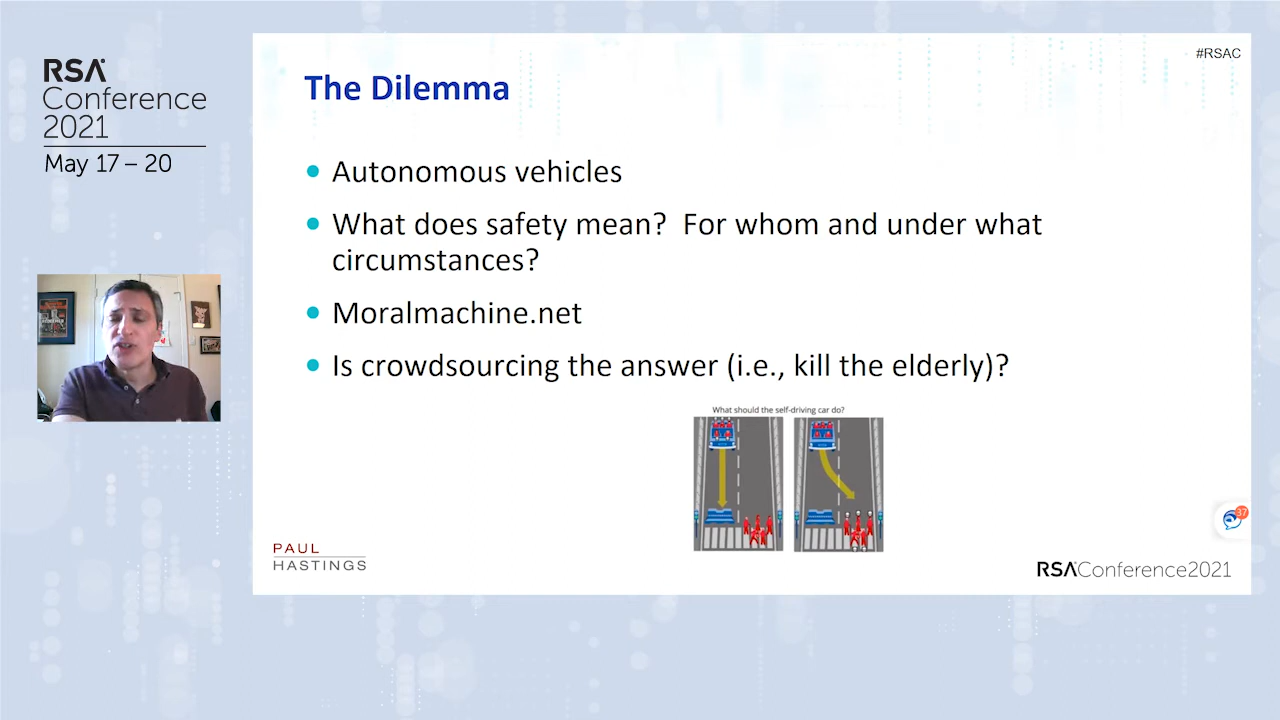 RSA
Conference
2021
May 17 – 20
#RSAC
The Dilemma
Autonomous vehicles
What does safety mean?  For whom and under what
circumstances?
Moralmachine.net
Is crowdsourcing the answer (i.e., kill the elderly)?
What should the self-driving car do?
37
PAUL
HASTINGS
RSAConference2021